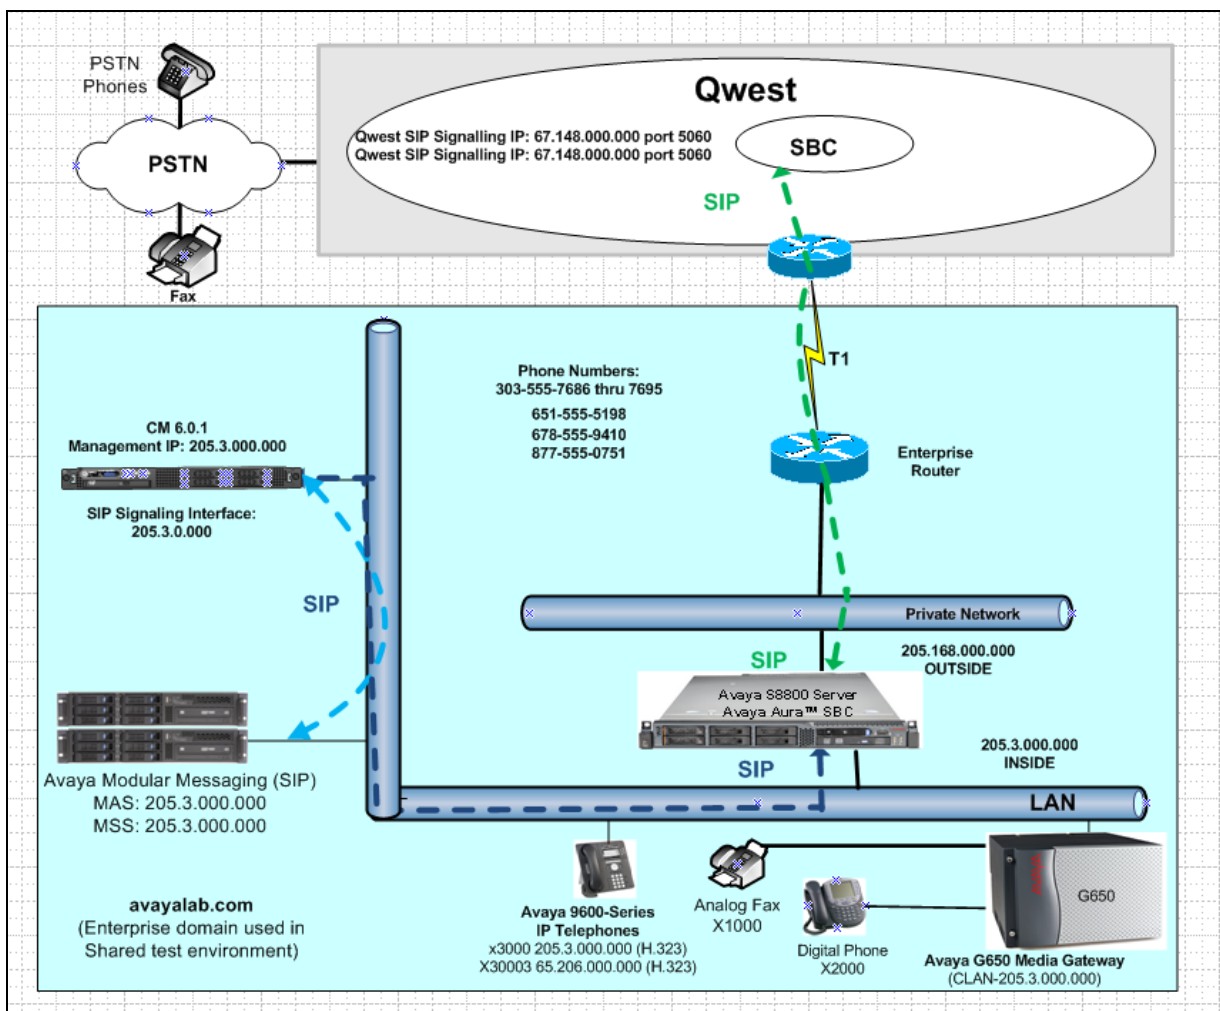 PSTN
Phones
PSTN
Fax
Qwest
Qwest SIP Signalling IP: 67.148.000.000 port 5060
Qwest SIP Signalling IP: 67.148.000.000 port 5060
SBC
SIP
T1
Phone Numbers:
303-555-7686 thru 7695
651-555-5198
678-555-9410
877-555-0751
Enterprise
Router
CM 6.0.1
Management IP: 205.3.000.000
SIP Signaling Interface:
205.3.0.000
SIP
Private Network
205.168.000.000
OUTSIDE
SIP
Avaya S8800 Server
Avaya Aura™ SBC
205.3.000.000
INSIDE
SIP
LAN
Avaya Modular Messaging (SIP)
MAS: 205.3.000.000
MSS: 205.3.000.000
avayalab.com
(Enterprise domain used in
Shared test environment)
Avaya 9600-Series
IP Telephones
x3000 205.3.000.000 (H.323)
X30003 65.206.000.000 (H.323)
Analog Fax
X1000
Digital Phone
X2000
AVAYA
G650
Avaya G650 Media Gateway
(CLAN-205.3.000.000)